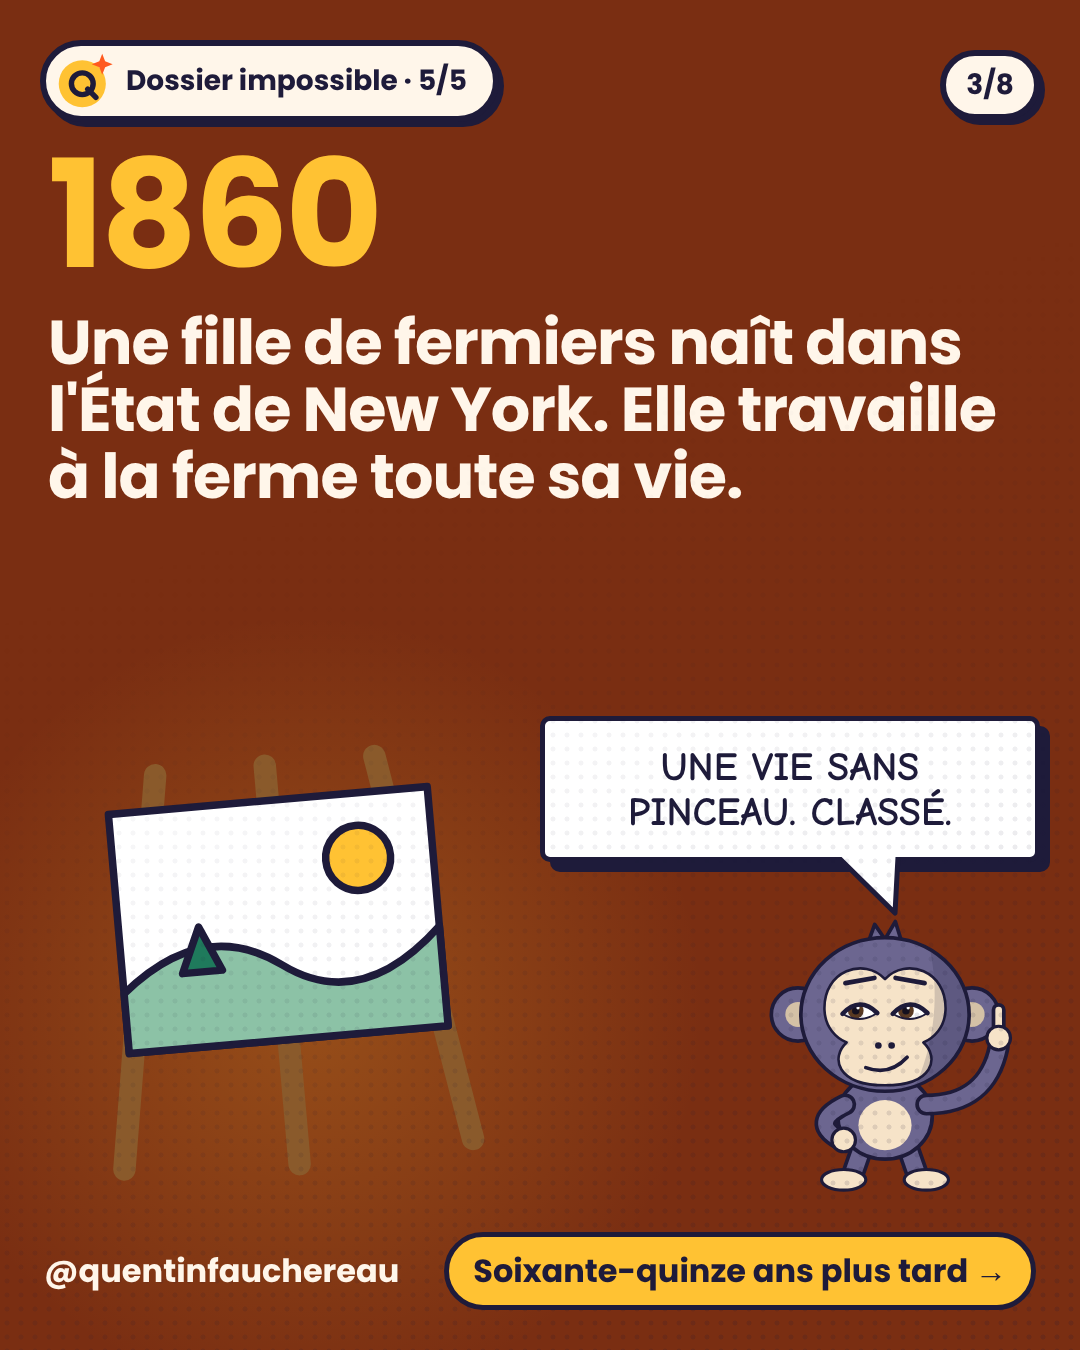 Q
Dossier impossible · 5/5
3/8
1860
Une fille de fermiers naît dans
l'État de New York. Elle travaille
à la ferme toute sa vie.
UNE VIE SANS
PINCEAU. CLASSÉ.
@quentinfauchereau
Soixante-quinze ans plus tard →